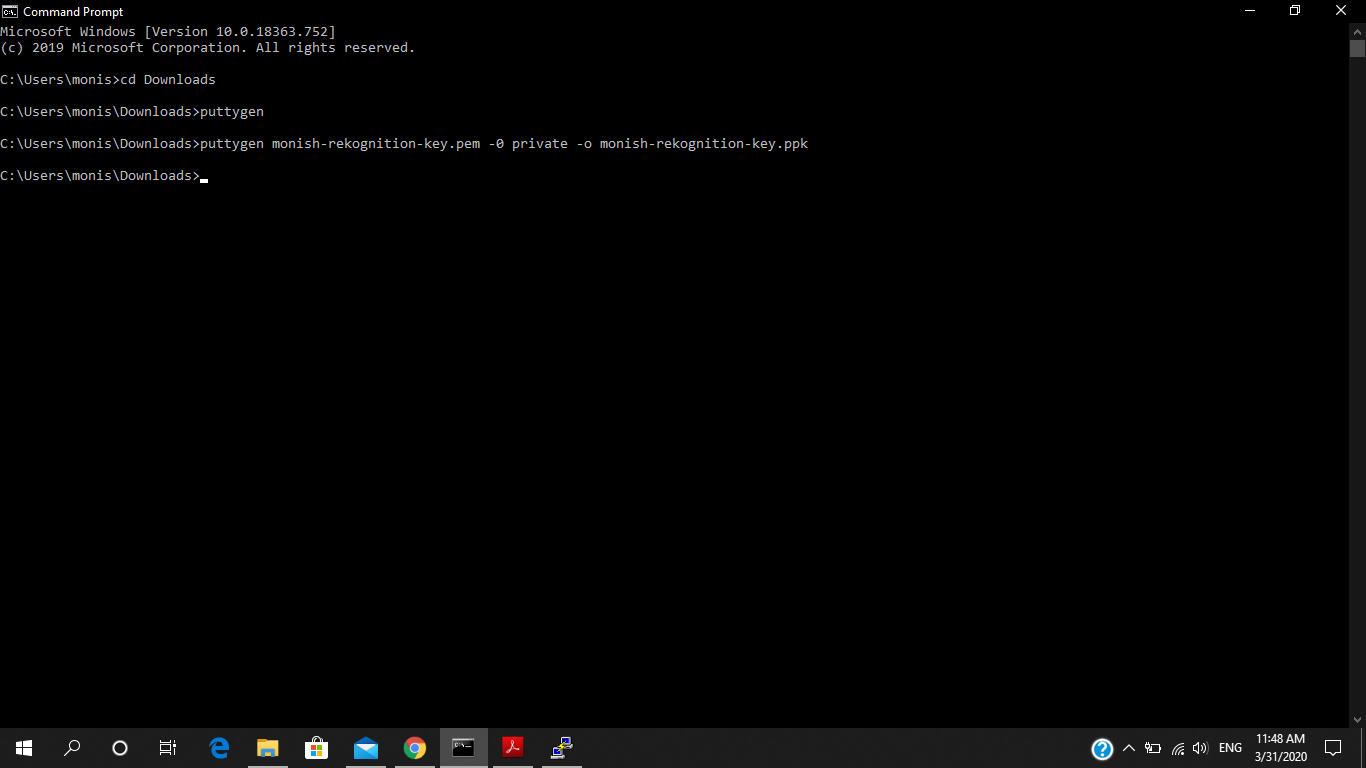 Command Prompt
Microsoft Windows [Version 10.0.18363.752]
(c) 2019 Microsoft Corporation. All rights reserved.
C:\Users\monis>cd Downloads
C:\Users\monis\Downloads>puttygen
C:\Users\monis\Downloads>puttygen monish-rekognition-key.pem -0 private -o monish-rekognition-key.ppk
C:\Users\monis\Downloads>
ENG
11:48 AM
3/31/2020